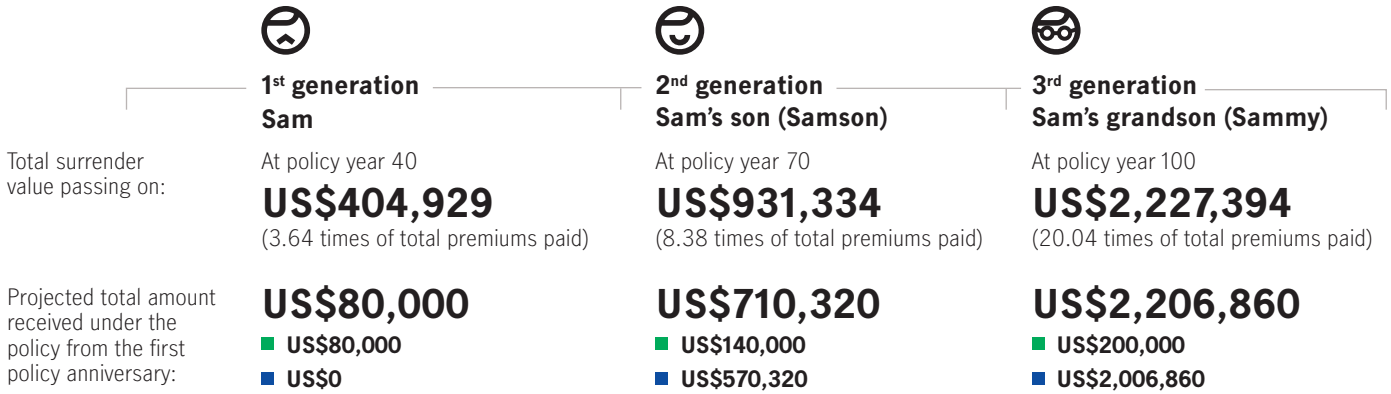 1st generation
Sam
2nd generation
Sam's son (Samson)
3rd generation
Sam's grandson (Sammy)
Total surrender
value passing on:
At policy year 40
US$404,929
(3.64 times of total premiums paid)
At policy year 70
US$931,334
(8.38 times of total premiums paid)
At policy year 100
US$2,227,394
(20.04 times of total premiums paid)
Projected total amount
received under the
policy from the first
policy anniversary:
US$80,000
US$80,000
US$0
US$710,320
US$140,000
US$570,320
US$2,206,860
US$200,000
US$2,006,860